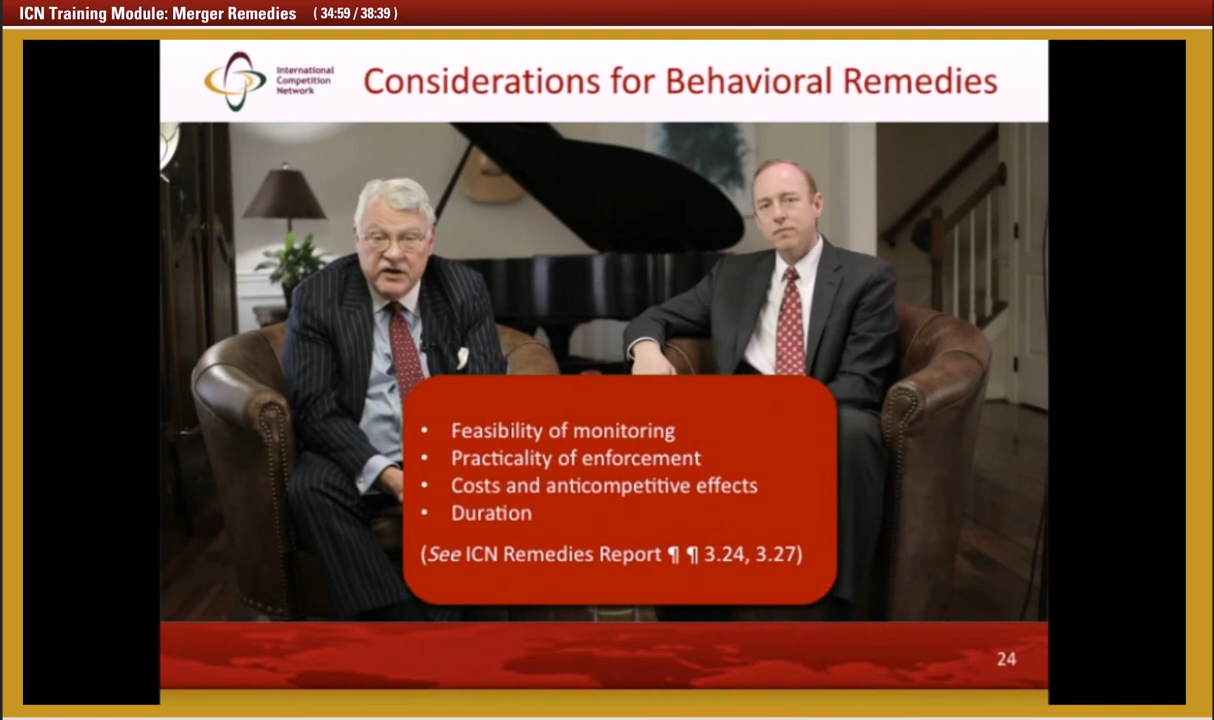 ICN Training Module: Merger Remedies ( 34:59 / 38:39 )
International
Competition
Network
Considerations for Behavioral Remedies
• Feasibility of monitoring
• Practicality of enforcement
• Costs and anticompetitive effects
• Duration
(See ICN Remedies Report ¶ ¶ 3.24, 3.27)
24